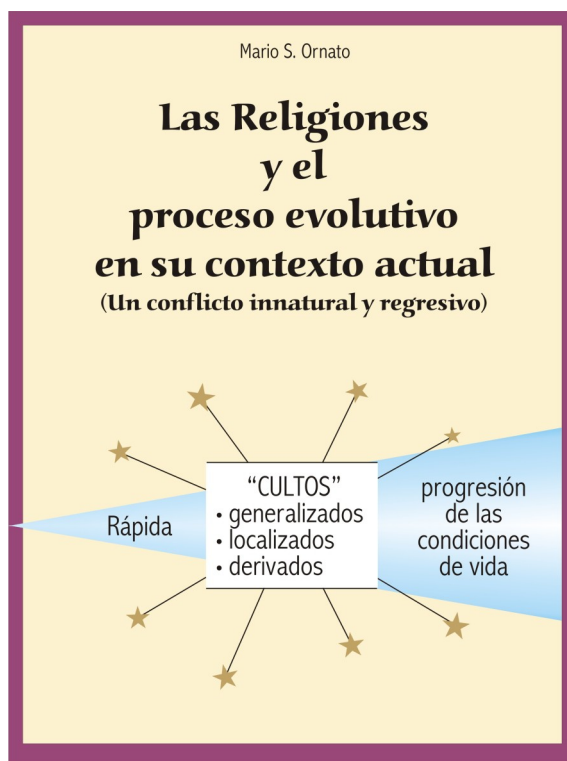 Mario S. Ornato
Las Religiones
y el
proceso evolutivo
en su contexto actual
(Un conflicto innatural y regresivo)
Rápida
“CULTOS”
• generalizados
• localizados
• derivados
progresión
de las
condiciones
de vida